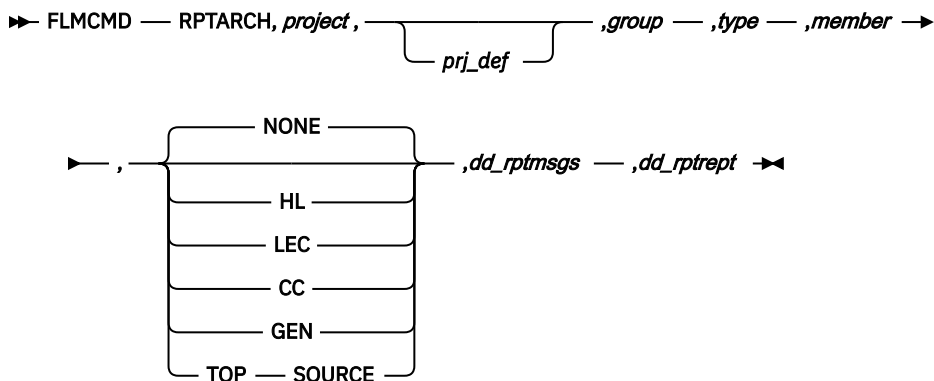 FLMCMD RPTARCH, project , ,group ,type ,member
prj_def
NONE
, ,dd_rptmsgs ,dd_rptrept
HL
LEC
CC
GEN
TOP SOURCE